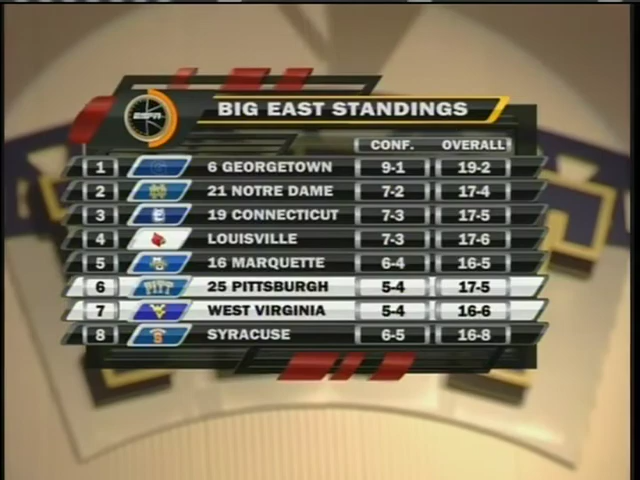 ESPN
BIG EAST STANDINGS
CONF. OVERALL
1 6 GEORGETOWN 9-1 19-2
2 21 NOTRE DAME 7-2 17-4
3 19 CONNECTICUT 7-3 17-5
4 LOUISVILLE 7-3 17-6
5 16 MARQUETTE 6-4 16-5
6 PITT 25 PITTSBURGH 5-4 17-5
7 WV WEST VIRGINIA 5-4 16-6
8 S SYRACUSE 6-5 16-8